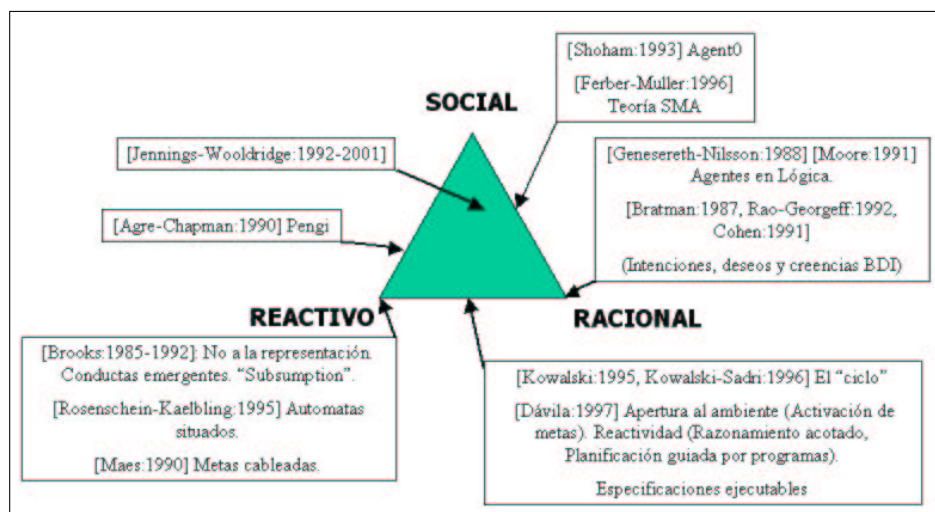 [Shoham:1993] Agent0
[Ferber-Muller:1996]
Teoría SMA
SOCIAL
[Jennings-Wooldridge:1992-2001]
[Genesereth-Nilsson:1988] [Moore:1991]
Agentes en Lógica.
[Bratman:1987, Rao-Georgeff:1992,
Cohen:1991]
(Intenciones, deseos y creencias BDI)
[Agre-Chapman:1990] Pengi
REACTIVO
RACIONAL
[Brooks:1985-1992]: No a la representación.
Conductas emergentes. “Subsumption”.
[Rosenschein-Kaelbling:1995] Automatas
situados.
[Maes:1990] Metas cableadas.
[Kowalski:1995, Kowalski-Sadri:1996] El “ciclo”
[Dávila:1997] Apertura al ambiente (Activación de
metas). Reactividad (Razonamiento acotado,
Planificación guiada por programas).
Especificaciones ejecutables